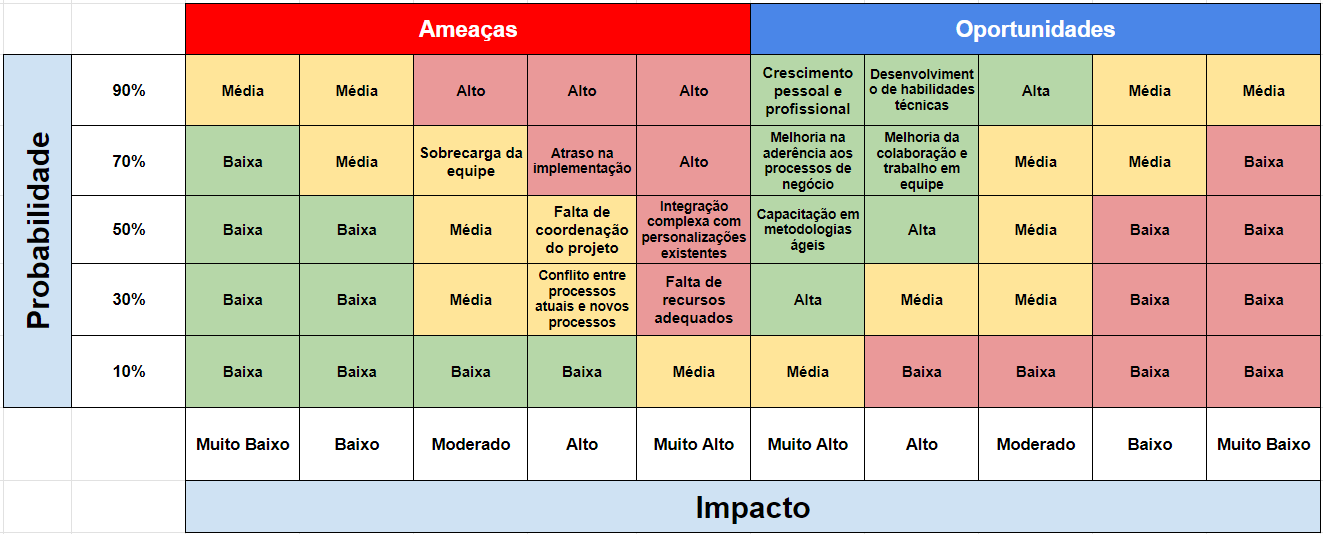 Ameaças Oportunidades
Probabilidade
90% Média Média Alto Alto Alto Crescimento pessoal e profissional Desenvolvimento de habilidades técnicas Alta Média Média
70% Baixa Média Sobrecarga da equipe Atraso na implementação Alto Melhoria na aderência aos processos de negócio Melhoria da colaboração e trabalho em equipe Média Média Baixa
50% Baixa Baixa Média Falta de coordenação do projeto Integração complexa com personalizações existentes Capacitação em metodologias ágeis Alta Média Baixa Baixa
30% Baixa Baixa Média Conflito entre processos atuais e novos processos Falta de recursos adequados Alta Média Média Baixa Baixa
10% Baixa Baixa Baixa Baixa Média Média Baixa Baixa Baixa Baixa
Muito Baixo Baixo Moderado Alto Muito Alto Muito Alto Alto Moderado Baixo Muito Baixo
Impacto